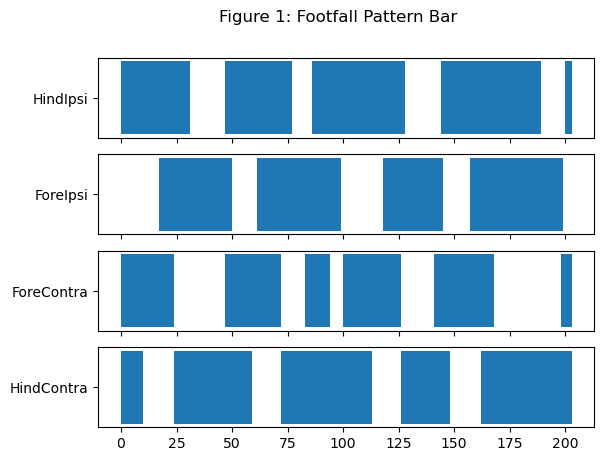 Figure 1: Footfall Pattern Bar
HindIpsi
ForeIpsi
ForeContra
HindContra
0 25 50 75 100 125 150 175 200